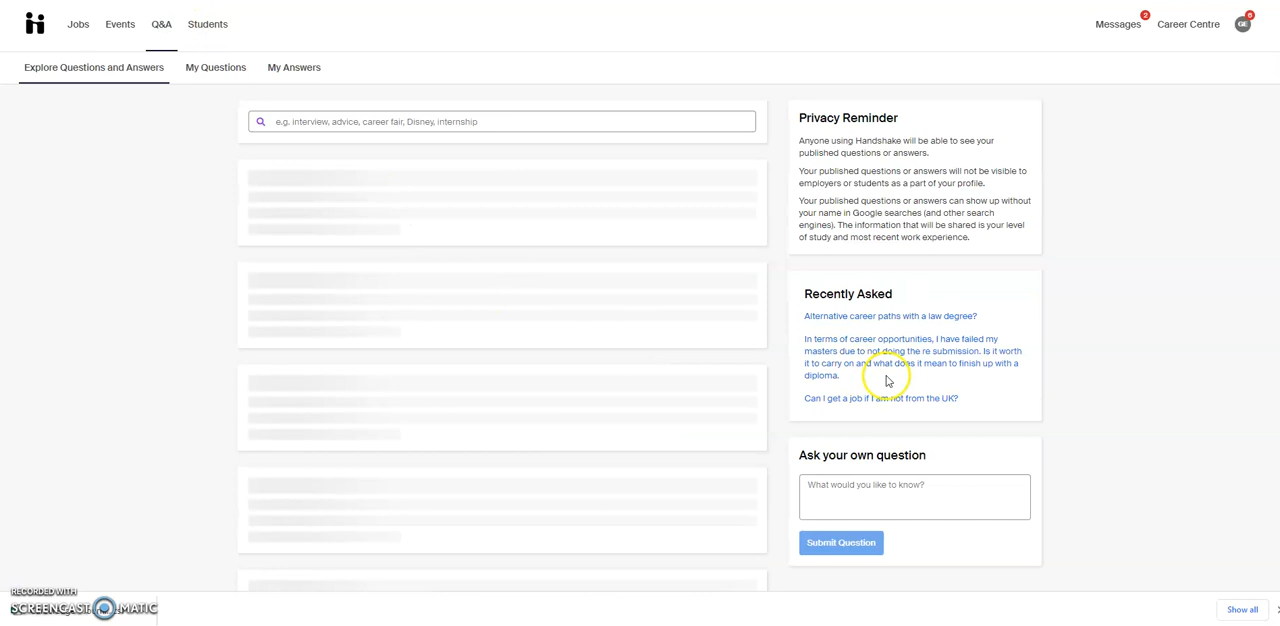 Jobs
Events
Q&A
Students
Messages
2
Career Centre
GE
6
Explore Questions and Answers
My Questions
My Answers
e.g. interview, advice, career fair, Disney, internship
Privacy Reminder
Anyone using Handshake will be able to see your
published questions or answers.
Your published questions or answers will not be visible to
employers or students as a part of your profile.
Your published questions or answers can show up without
your name in Google searches (and other search
engines). The information that will be shared is your level
of study and most recent work experience.
Recently Asked
Alternative career paths with a law degree?
In terms of career opportunities, I have failed my
masters due to not doing the re submission. Is it worth
it to carry on and what does it mean to finish up with a
diploma.
Can I get a job if I am not from the UK?
Ask your own question
What would you like to know?
Submit Question
RECORDED WITH
SCREENCAST-O-MATIC
Show all